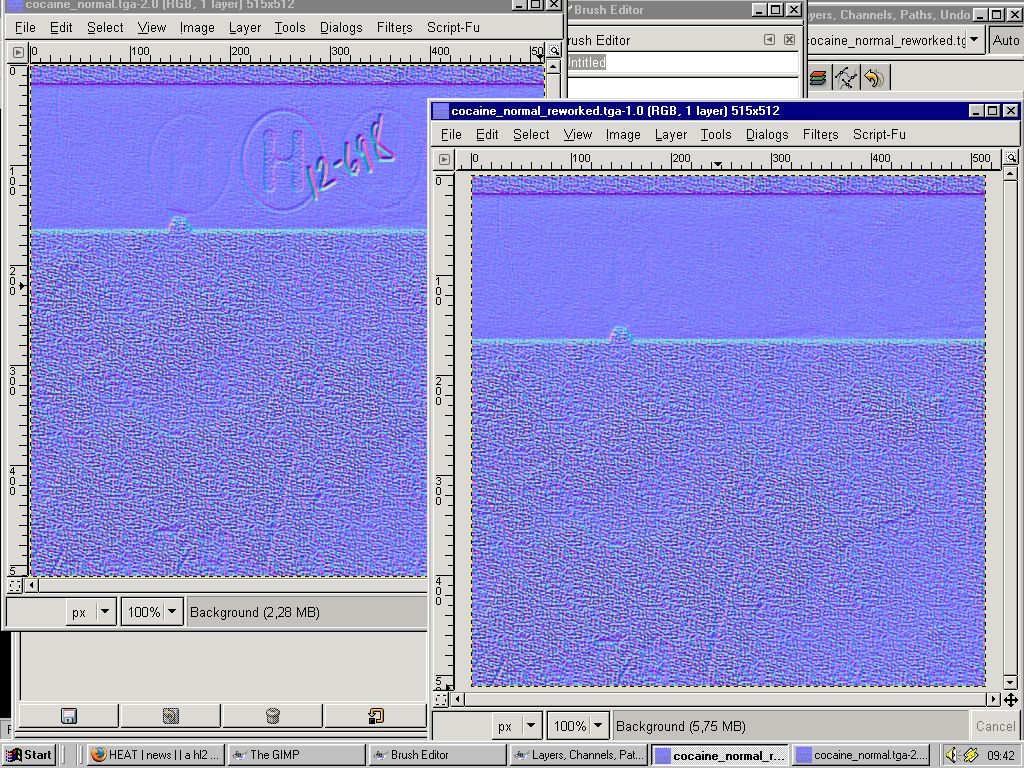 cocaine_normal.tga-2.0 (RGB, 1 layer) 515x512
File Edit Select View Image Layer Tools Dialogs Filters Script-Fu
0 100 200 300 400 500
0
100
200
300
400
5
H
12-698
px 100% Background (2,28 MB)
Brush Editor
rush Editor
Untitled
yers, Channels, Paths, Undo
cocaine_normal_reworked.tg Auto
cocaine_normal_reworked.tga-1.0 (RGB, 1 layer) 515x512
File Edit Select View Image Layer Tools Dialogs Filters Script-Fu
0 100 200 300 400 500
0
100
200
300
400
5
px 100% Background (5,75 MB) Cancel
Start HEAT | news | | a hl2 ... The GIMP Brush Editor Layers, Channels, Pat... cocaine_normal_r... cocaine_normal.tga-2.... 09:42